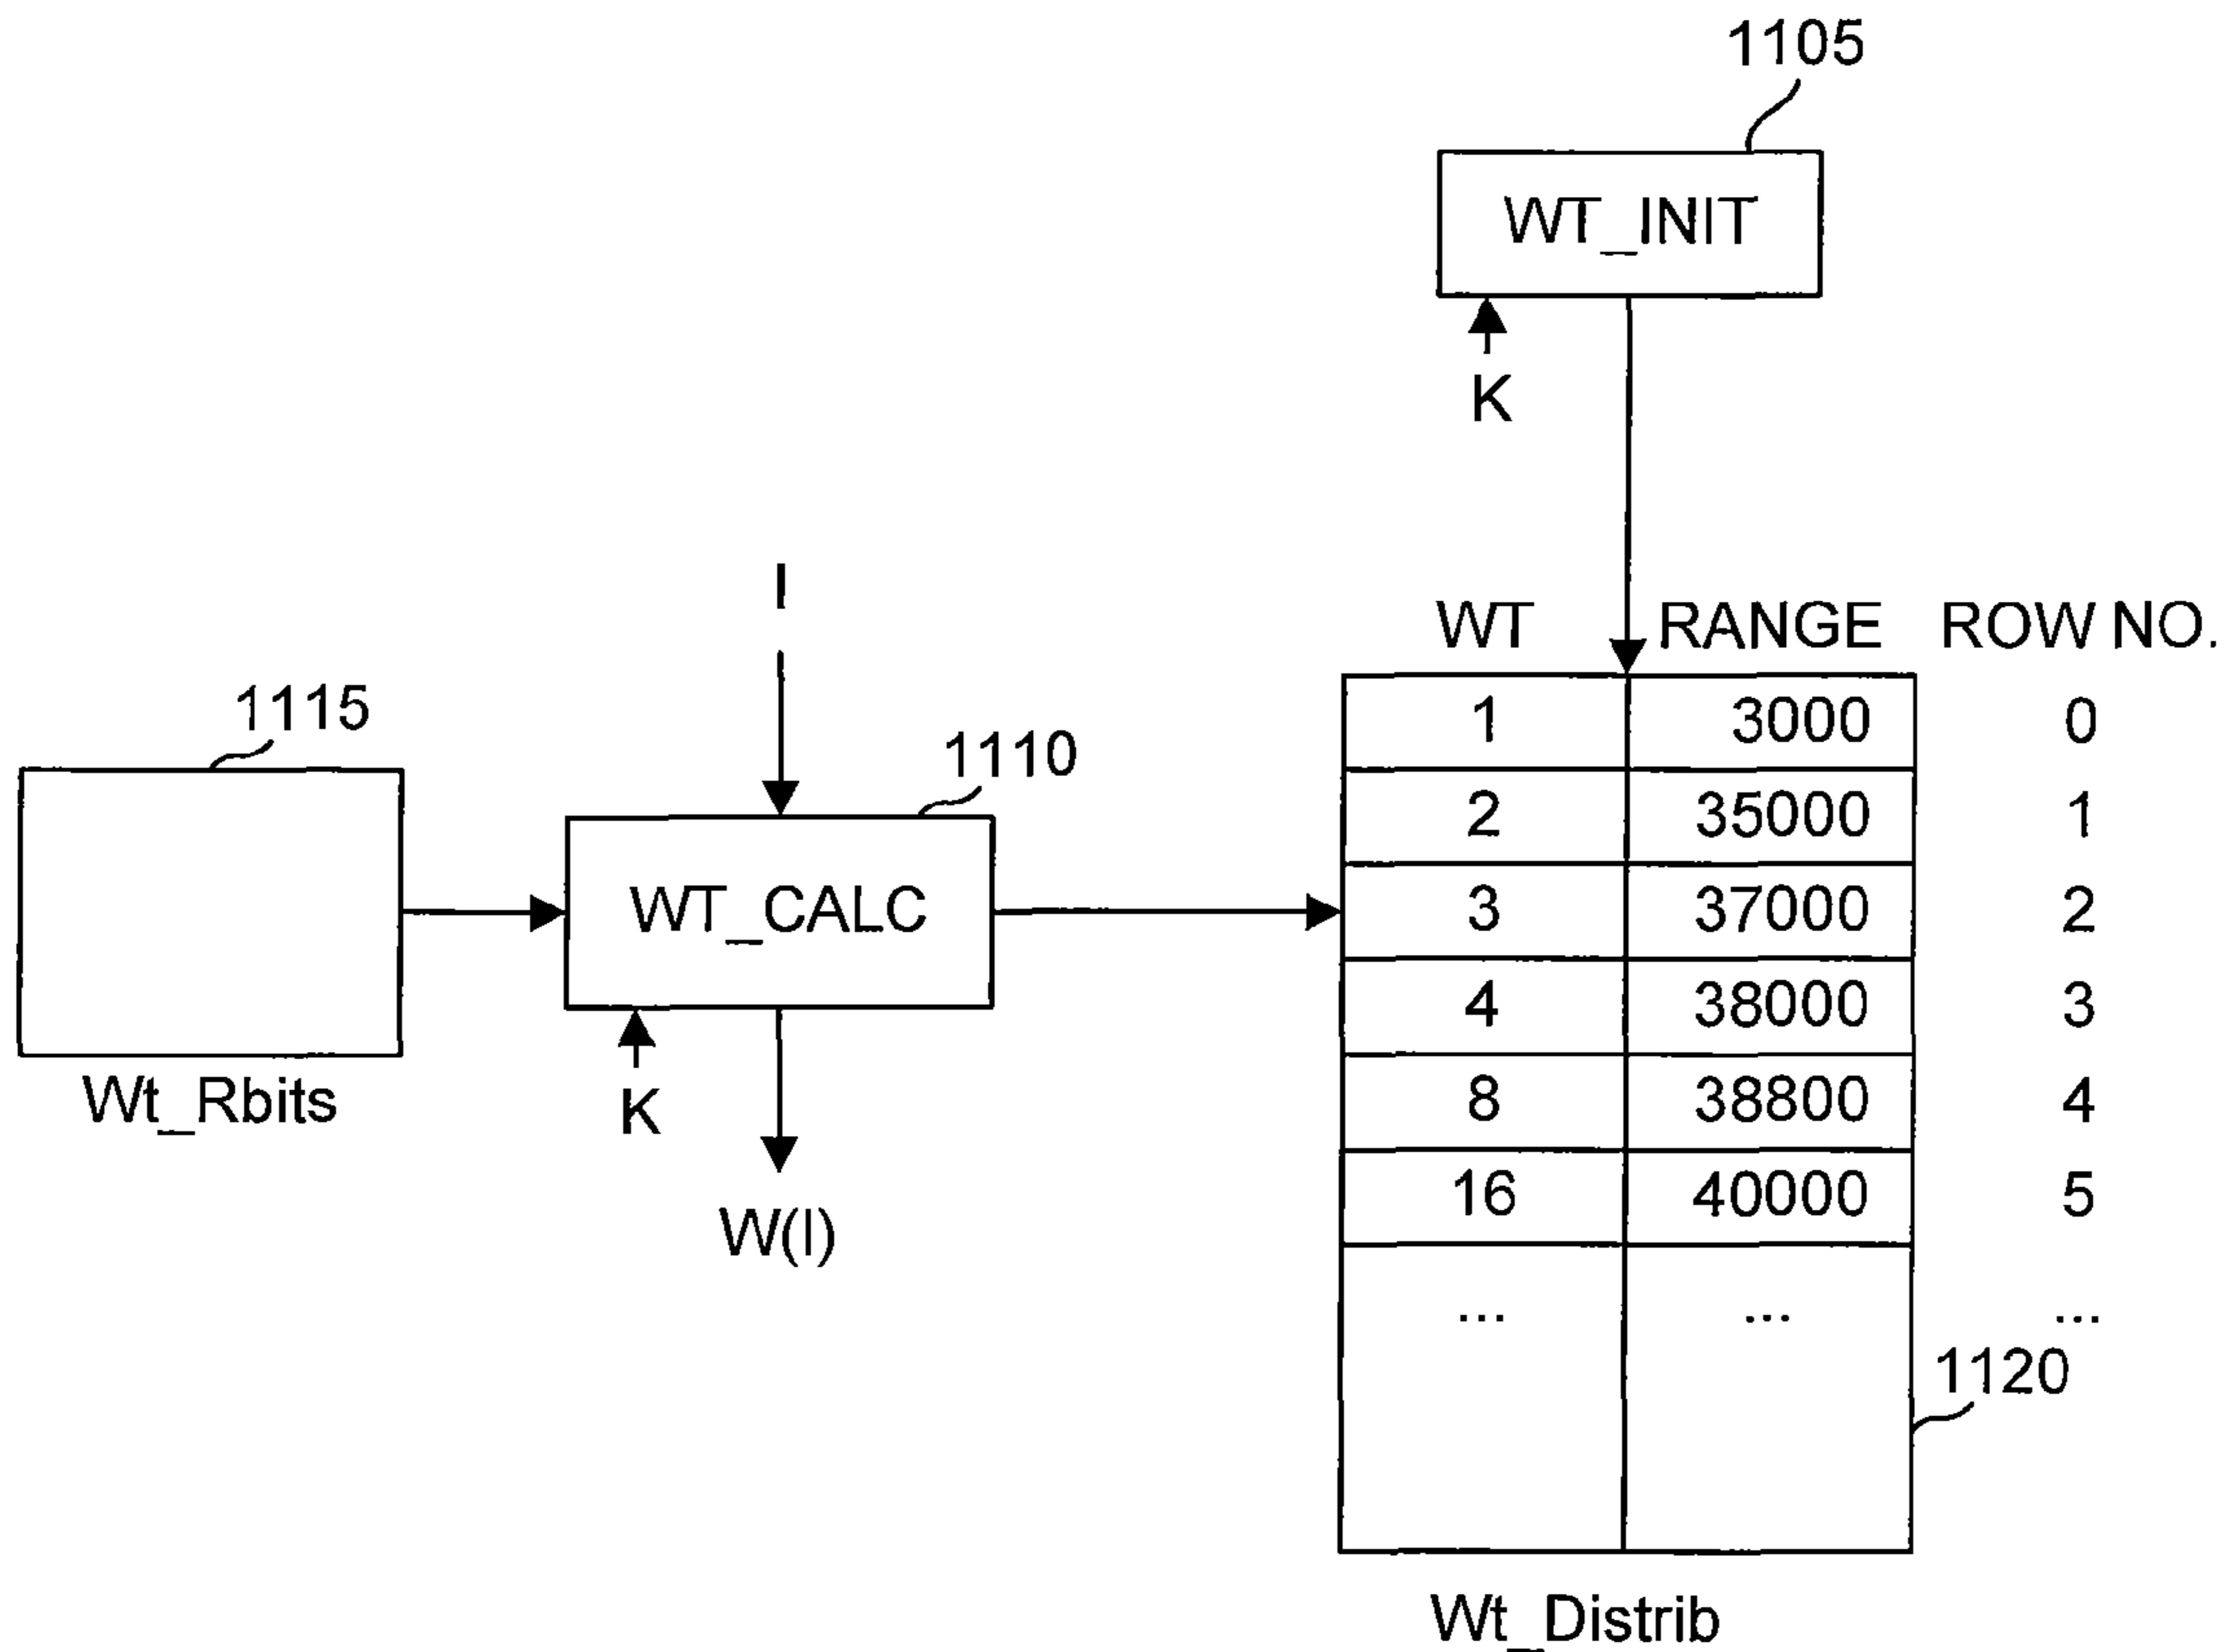 1105
WT_INIT
K
I
WT RANGE ROW NO.
1 3000 0
2 35000 1
3 37000 2
4 38000 3
8 38800 4
16 40000 5
... ... ...
1120
Wt_Distrib
1115
1110
WT_CALC
Wt_Rbits
K
W(I)